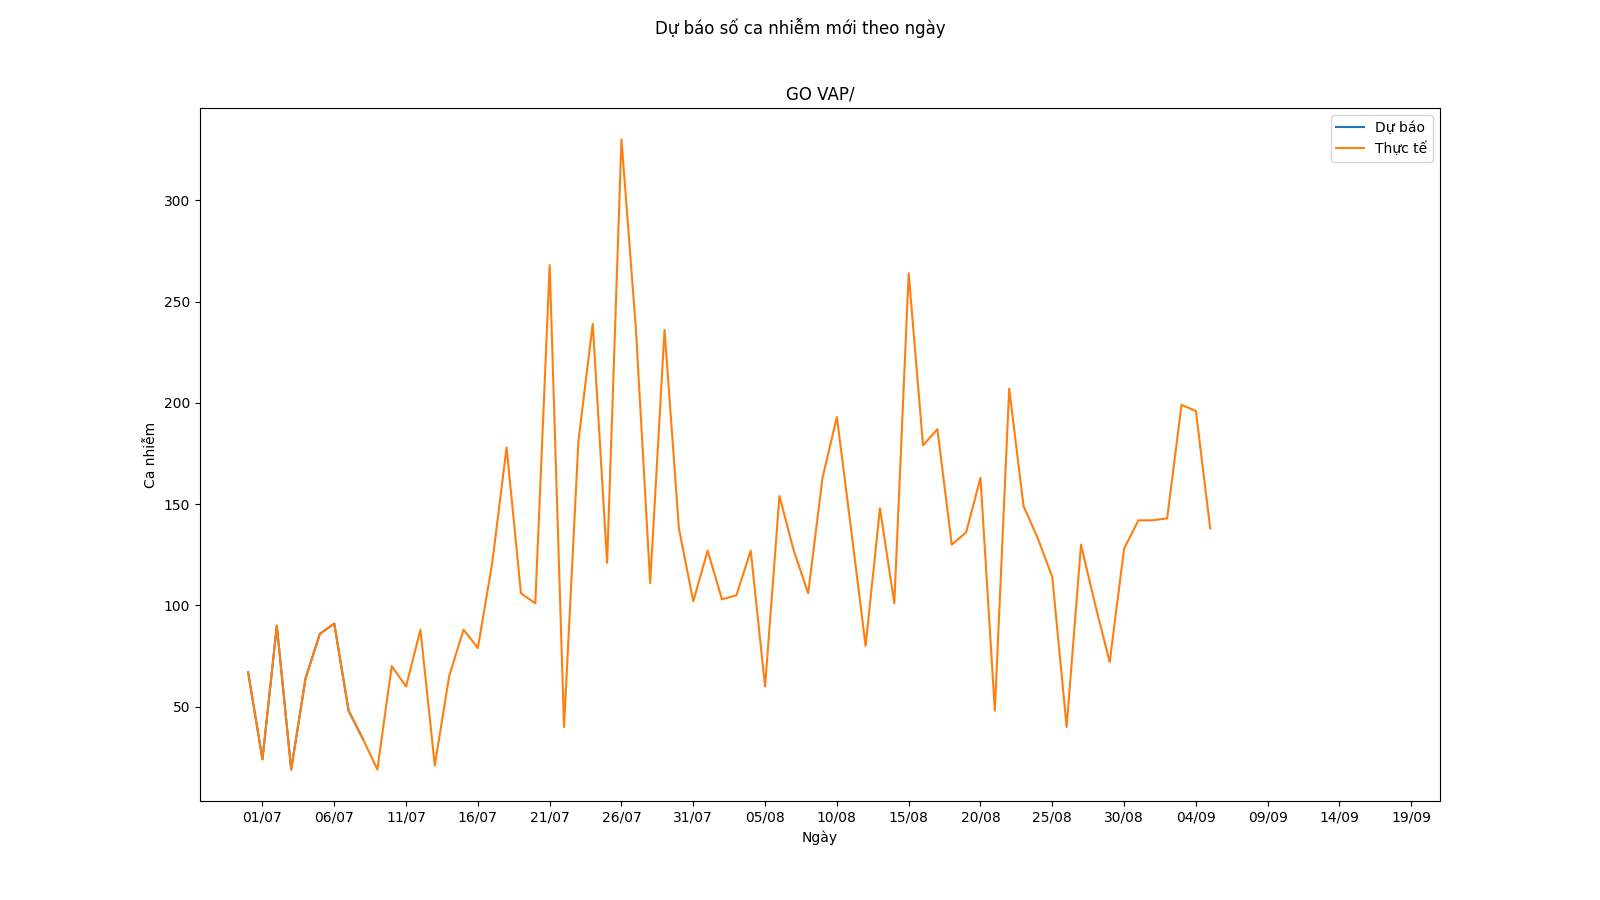 Dự báo số ca nhiễm mới theo ngày
GO VAP/
Dự báo
Thực tế
300
250
200
150
100
50
Ca nhiễm
01/07 06/07 11/07 16/07 21/07 26/07 31/07 05/08 10/08 15/08 20/08 25/08 30/08 04/09 09/09 14/09 19/09
Ngày